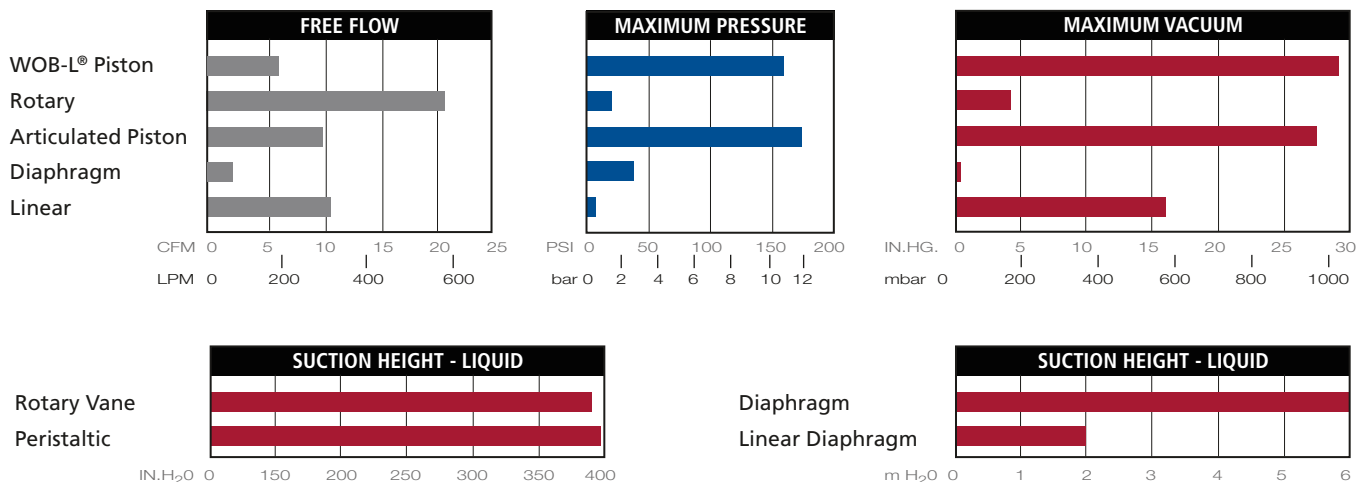 FREE FLOW MAXIMUM PRESSURE MAXIMUM VACUUM
WOB-L® Piston
Rotary
Articulated Piston
Diaphragm
Linear
CFM 0 5 10 15 20 25 PSI 0 50 100 150 200 IN.HG. 0 5 10 15 20 25 30
LPM 0 200 400 600 bar 0 2 4 6 8 10 12 mbar 0 200 400 600 800 1000
SUCTION HEIGHT - LIQUID SUCTION HEIGHT - LIQUID
Rotary Vane Diaphragm
Peristaltic Linear Diaphragm
IN.H₂0 0 150 200 250 300 350 400 m H₂0 0 1 2 3 4 5 6